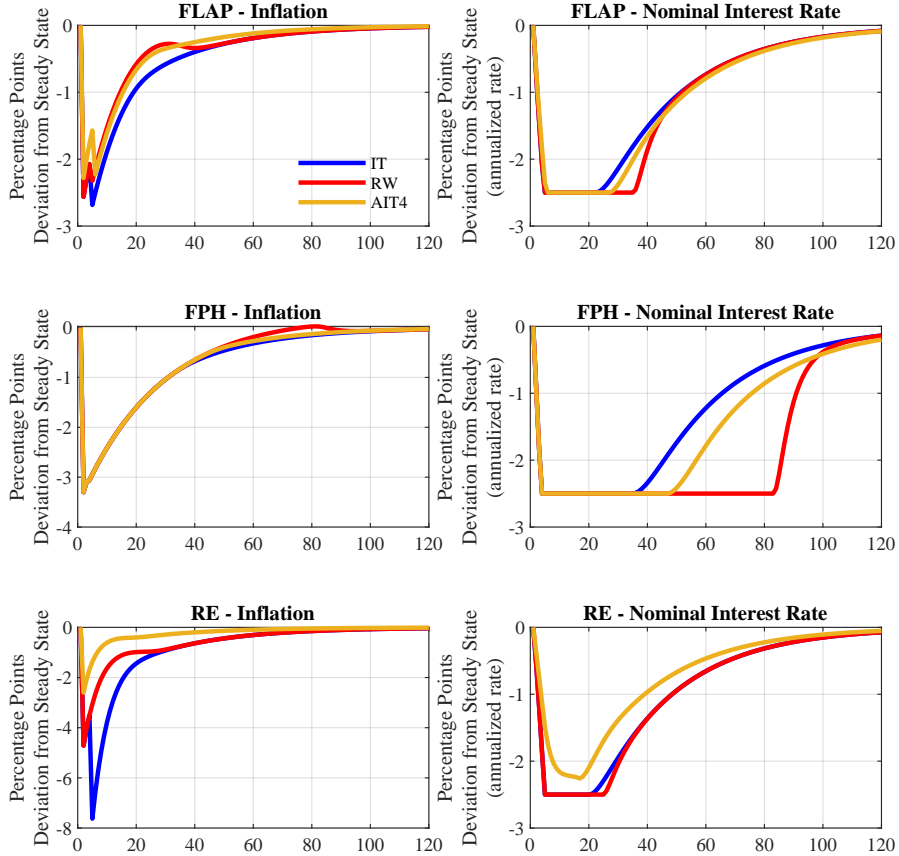 FLAP - Inflation
Percentage Points
Deviation from Steady State
0
-1
-2
-3
0 20 40 60 80 100 120
IT
RW
AIT4
FLAP - Nominal Interest Rate
Percentage Points
Deviation from Steady State
(annualized rate)
0
-1
-2
-3
0 20 40 60 80 100 120
FPH - Inflation
Percentage Points
Deviation from Steady State
0
-1
-2
-3
-4
0 20 40 60 80 100 120
FPH - Nominal Interest Rate
Percentage Points
Deviation from Steady State
(annualized rate)
0
-1
-2
-3
0 20 40 60 80 100 120
RE - Inflation
Percentage Points
Deviation from Steady State
0
-2
-4
-6
-8
0 20 40 60 80 100 120
RE - Nominal Interest Rate
Percentage Points
Deviation from Steady State
(annualized rate)
0
-1
-2
-3
0 20 40 60 80 100 120